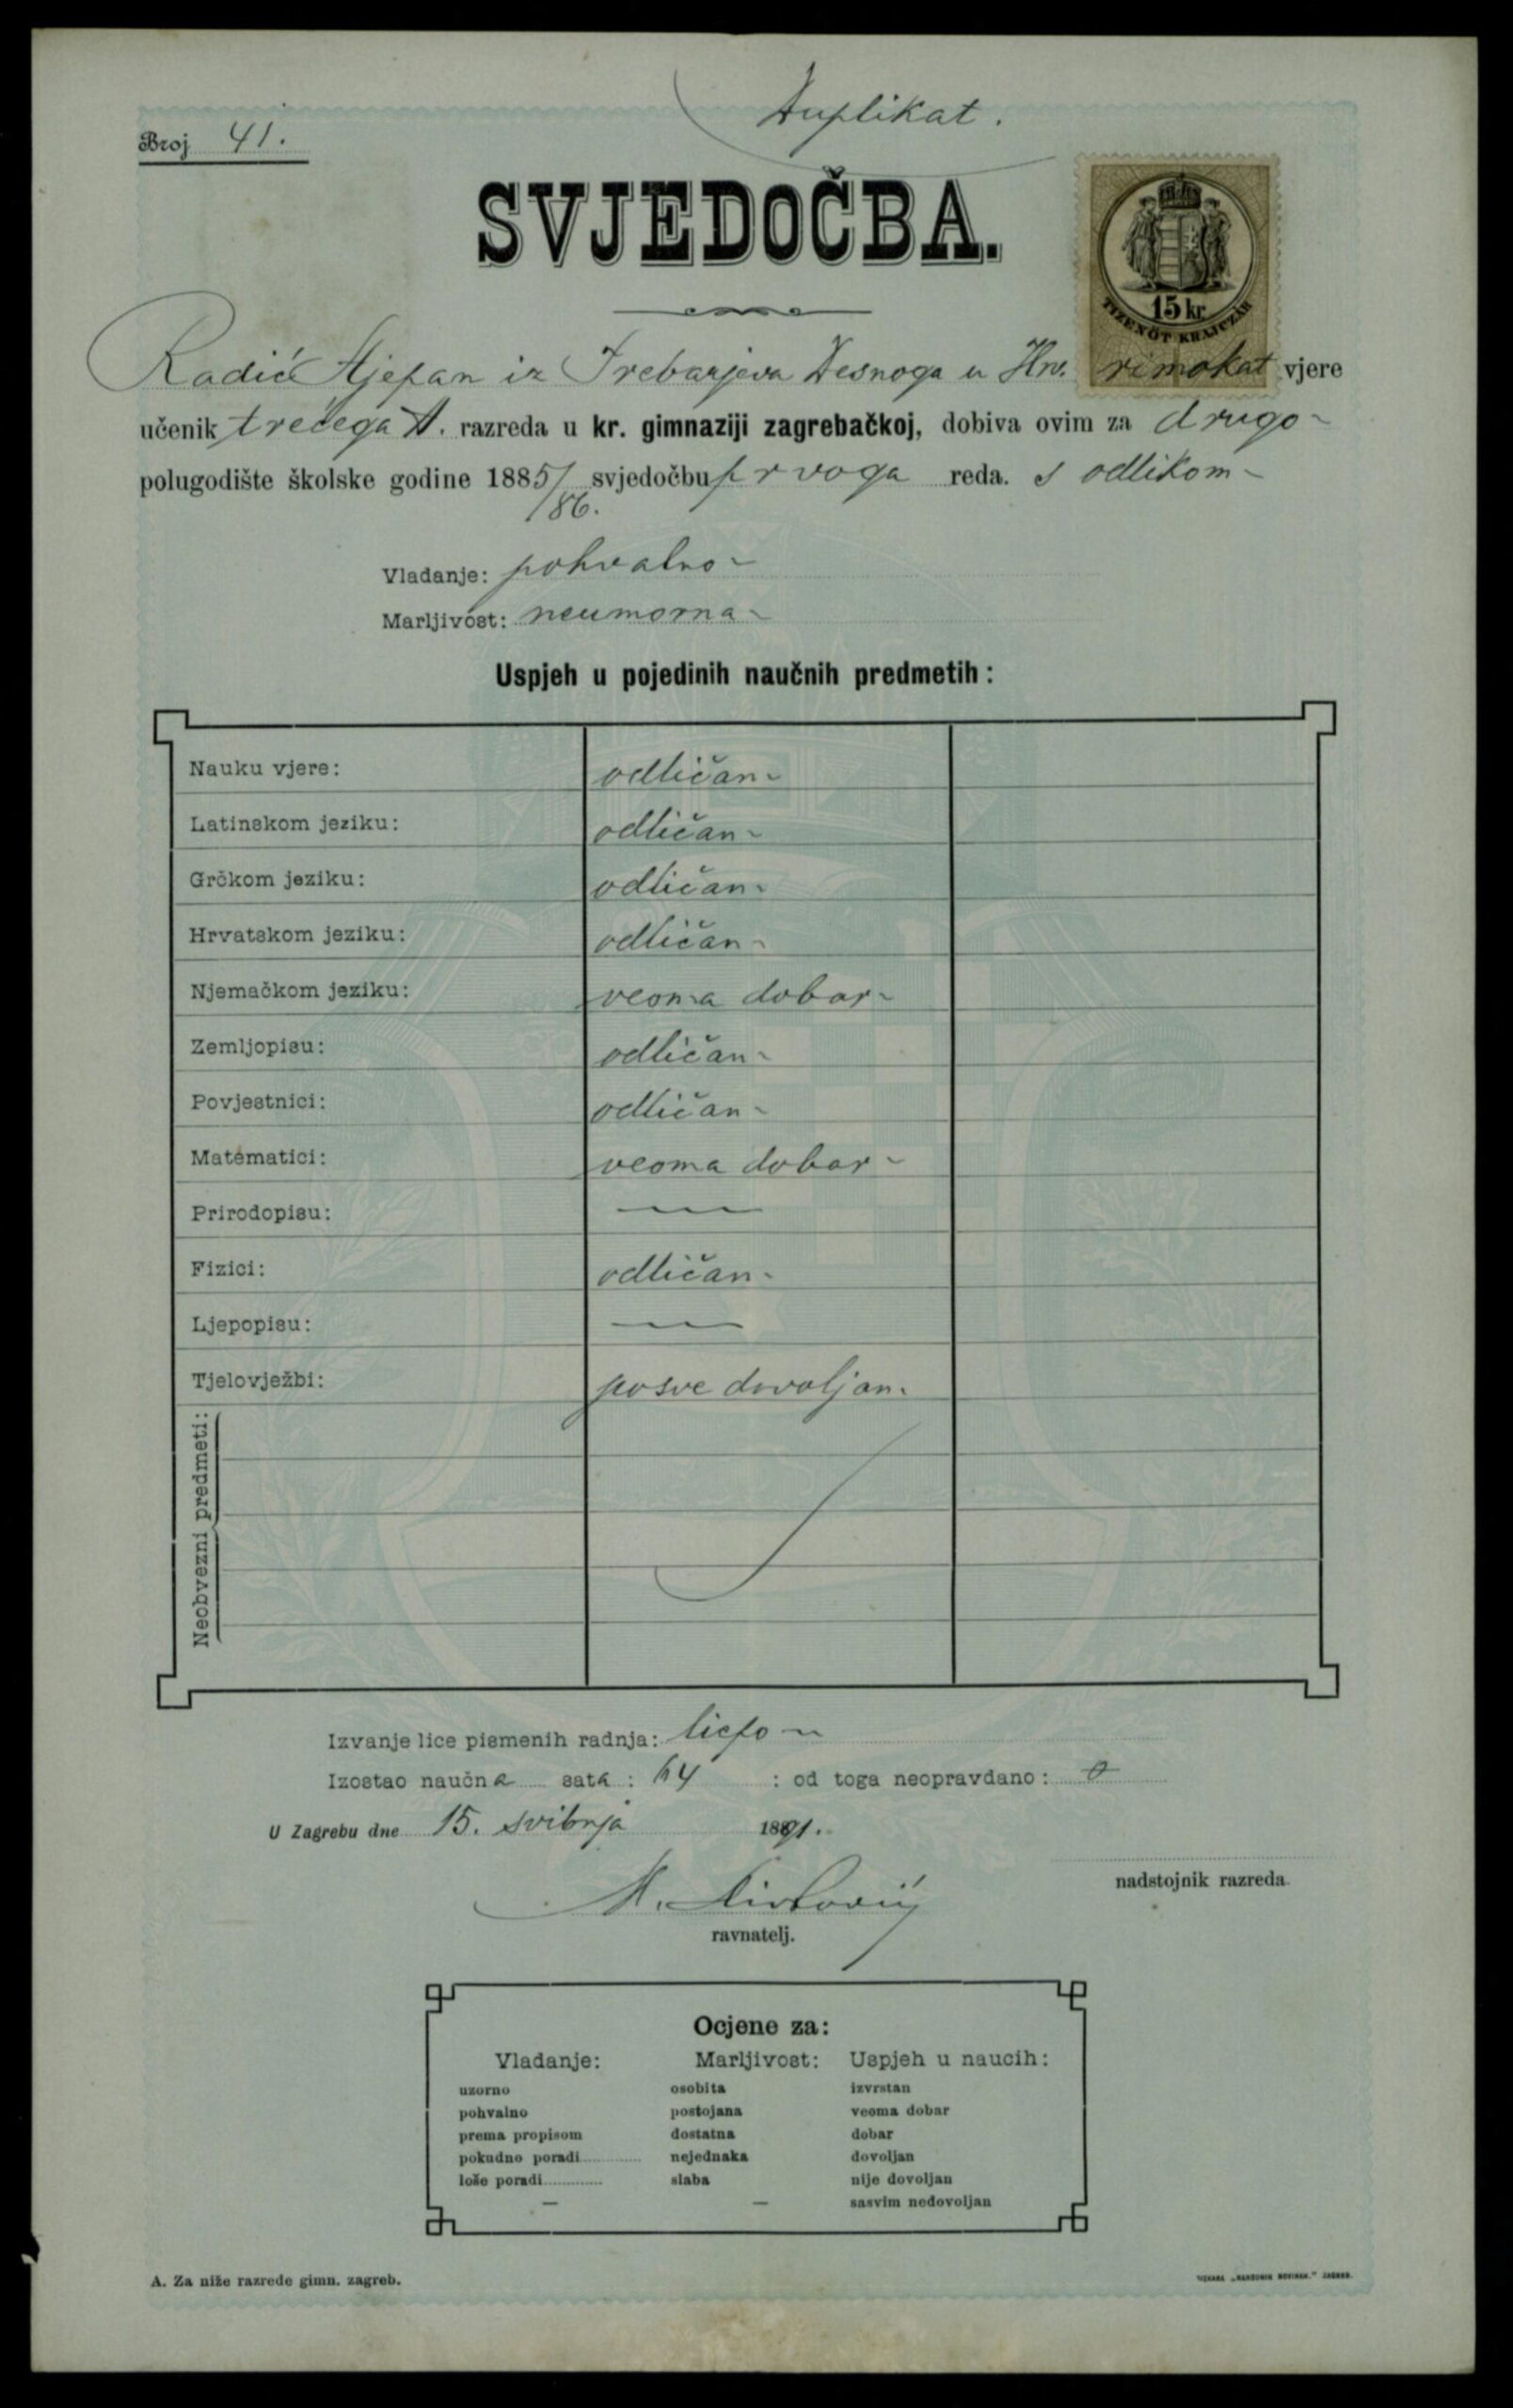 Duplikat.
Broj 41.
SVJEDOČBA.
15 kr.
TIZENÖT KRAJCZÁR
Radić Stjepan iz Trebarjeva Desnoga u Hrv. rimokat vjere
učenik trećega A. razreda u kr. gimnaziji zagrebačkoj, dobiva ovim za drugo
polugodište školske godine 1885/ svjedočbu prvoga reda. s odlikom
/86.
Vladanje: pohvalno
Marljivost: neumorna
Uspjeh u pojedinih naučnih predmetih:
Nauku vjere: odličan
Latinskom jeziku: odličan
Grčkom jeziku: odličan
Hrvatskom jeziku: odličan
Njemačkom jeziku: veoma dobar
Zemljopisu: odličan
Povjestnici: odličan
Matematici: veoma dobar
Prirodopisu: —
Fizici: odličan
Ljepopisu: —
Tjelovježbi: posve dovoljan.
Neobvezni predmeti:
Izvanje lice pismenih radnja: liepo
Izostao naučna sata: 64 : od toga neopravdano: 0
U Zagrebu dne 15. svibnja 1891.
nadstojnik razreda.
M.
ravnatelj.
Ocjene za:
Vladanje: Marljivost: Uspjeh u naucih:
uzorno osobita izvrstan
pohvalno postojana veoma dobar
prema propisom dostatna dobar
pokudno poradi............ nejednaka dovoljan
loše poradi............ slaba nije dovoljan
— — sasvim nedovoljan
A. Za niže razrede gimn. zagreb.
TISKARA „NARODNIH NOVINAH." ZAGREB.